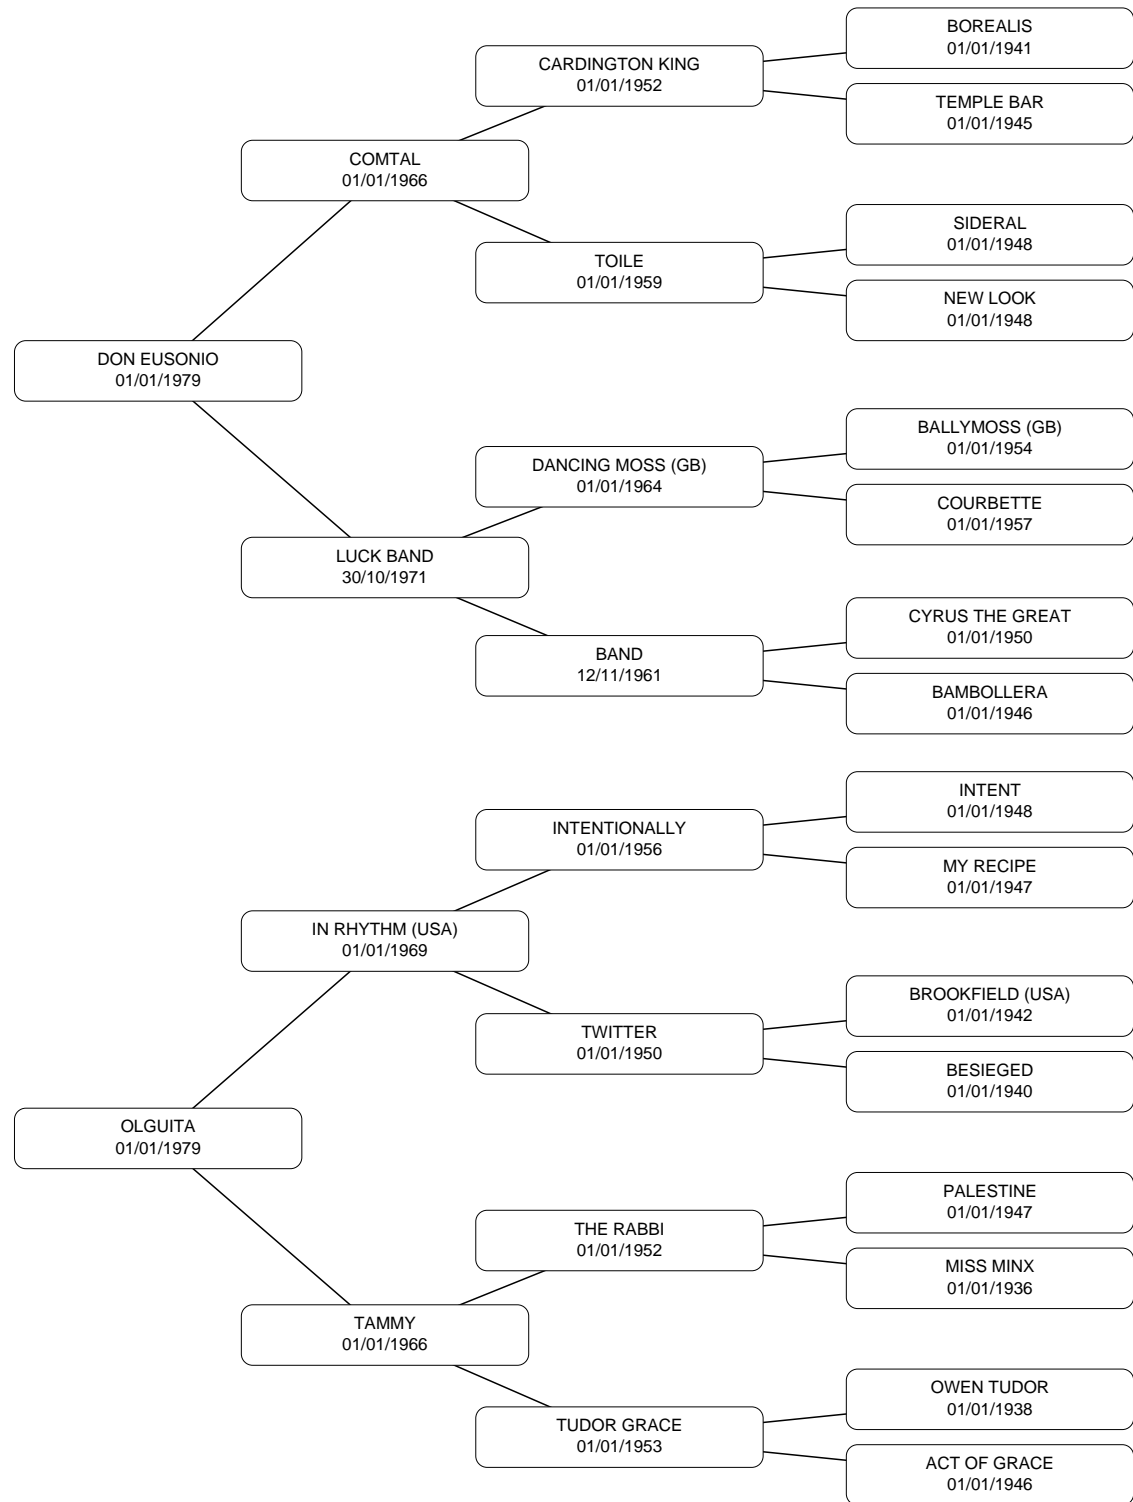 BOREALIS
01/01/1941
CARDINGTON KING
01/01/1952
TEMPLE BAR
01/01/1945
COMTAL
01/01/1966
SIDERAL
01/01/1948
TOILE
01/01/1959
NEW LOOK
01/01/1948
DON EUSONIO
01/01/1979
BALLYMOSS (GB)
01/01/1954
DANCING MOSS (GB)
01/01/1964
COURBETTE
01/01/1957
LUCK BAND
30/10/1971
CYRUS THE GREAT
01/01/1950
BAND
12/11/1961
BAMBOLLERA
01/01/1946
INTENT
01/01/1948
INTENTIONALLY
01/01/1956
MY RECIPE
01/01/1947
IN RHYTHM (USA)
01/01/1969
BROOKFIELD (USA)
01/01/1942
TWITTER
01/01/1950
BESIEGED
01/01/1940
OLGUITA
01/01/1979
PALESTINE
01/01/1947
THE RABBI
01/01/1952
MISS MINX
01/01/1936
TAMMY
01/01/1966
OWEN TUDOR
01/01/1938
TUDOR GRACE
01/01/1953
ACT OF GRACE
01/01/1946